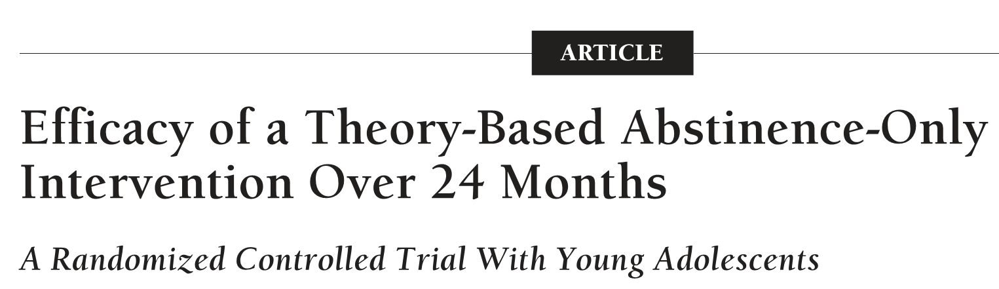 ARTICLE
Efficacy of a Theory-Based Abstinence-Only
Intervention Over 24 Months
A Randomized Controlled Trial With Young Adolescents